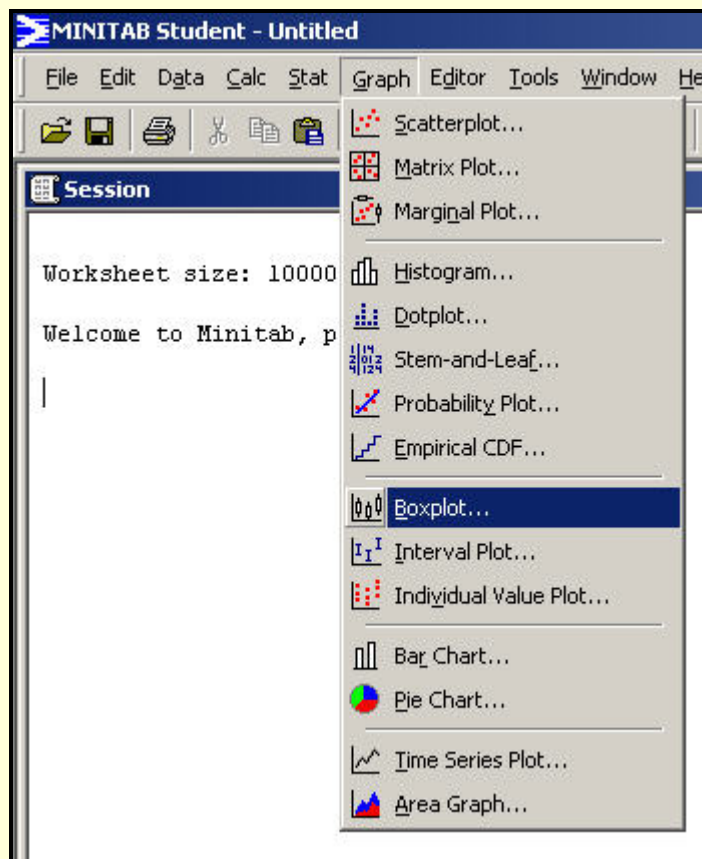 MINITAB Student - Untitled
File Edit Data Calc Stat Graph Editor Tools Window He
Session
Worksheet size: 10000
Welcome to Minitab, p
Scatterplot...
Matrix Plot...
Marginal Plot...
Histogram...
Dotplot...
Stem-and-Leaf...
Probability Plot...
Empirical CDF...
Boxplot...
Interval Plot...
Individual Value Plot...
Bar Chart...
Pie Chart...
Time Series Plot...
Area Graph...